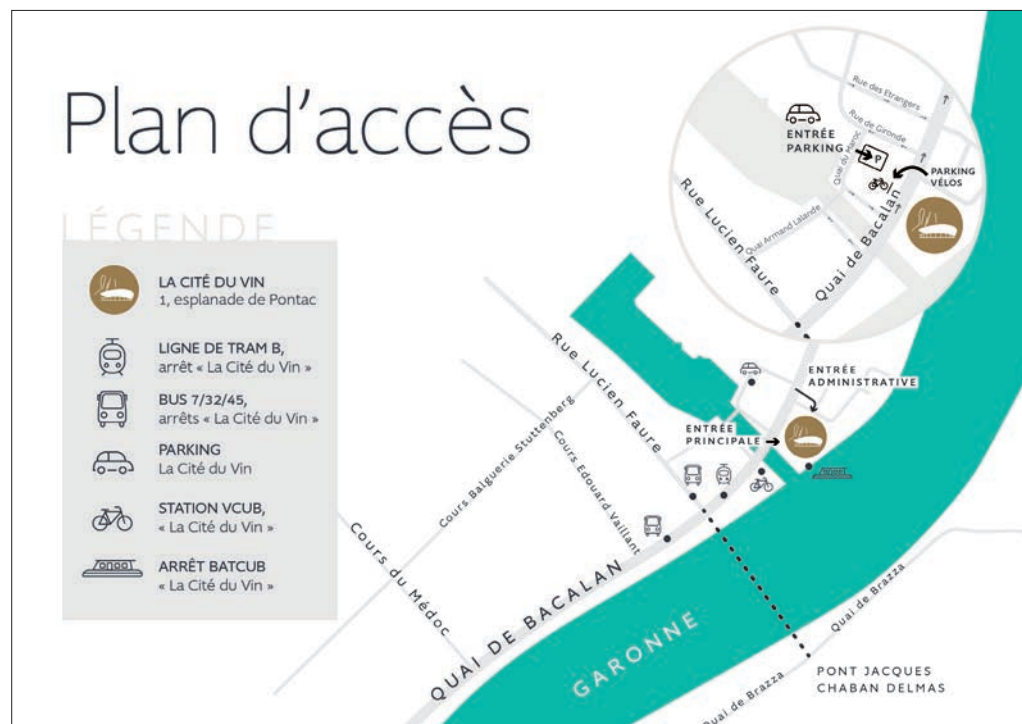 Plan d'accès
LÉGENDE
LA CITÉ DU VIN
1, esplanade de Pontac
LIGNE DE TRAM B,
arrêt « La Cité du Vin »
BUS 7/32/45,
arrêts « La Cité du Vin »
PARKING
La Cité du Vin
STATION VCUB,
« La Cité du Vin »
ARRÊT BATCUB
« La Cité du Vin »
Rue des Etrangers
Rue de Gironde
ENTRÉE
PARKING
P
Quai du Maroc
PARKING
VÉLOS
Rue Lucien Faure
Quai Armand Lalande
Quai de Bacalan
Rue Lucien Faure
ENTRÉE
ADMINISTRATIVE
ENTRÉE
PRINCIPALE
Cours Balguerie Stuttenberg
Cours Edouard Vaillant
Cours du Médoc
QUAI DE BACALAN
GARONNE
Quai de Brazza
Quai de Brazza
PONT JACQUES
CHABAN DELMAS